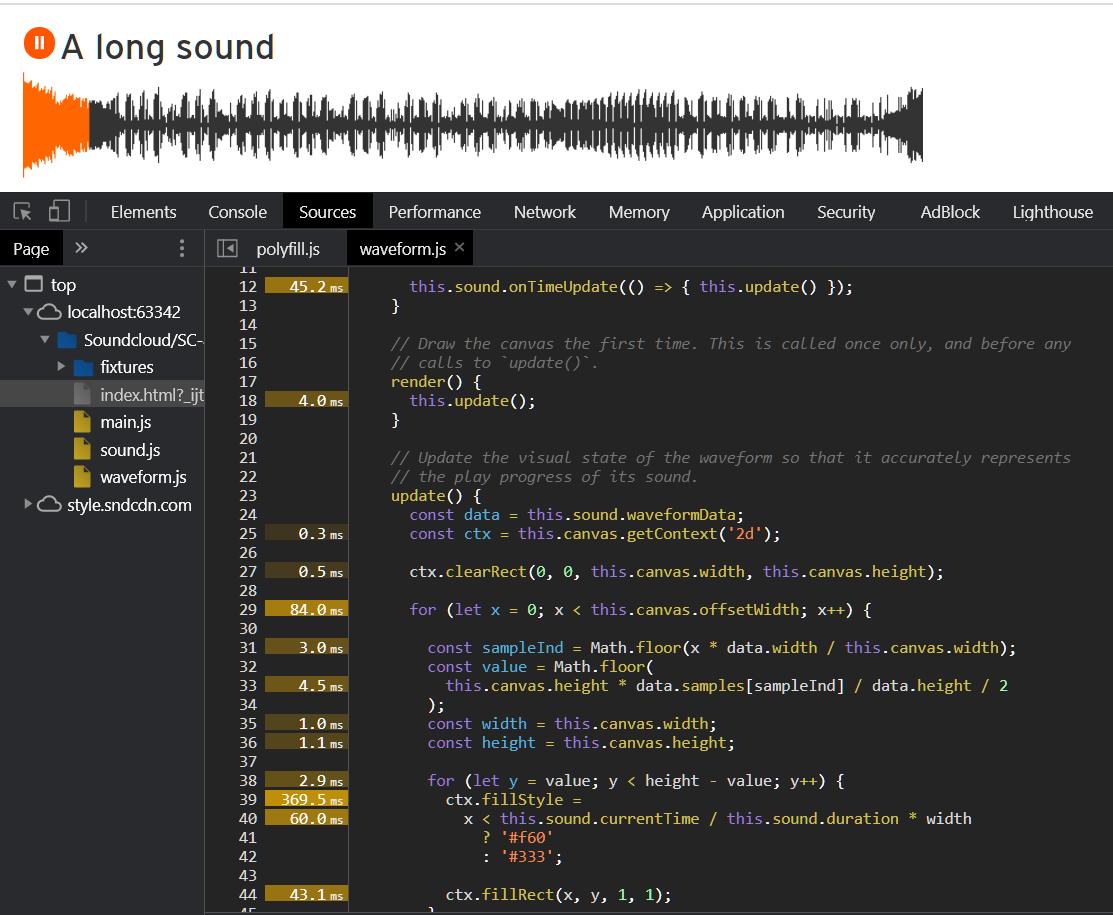 A long sound
Elements Console Sources Performance Network Memory Application Security AdBlock Lighthouse
Page » polyfill.js waveform.js ×
top
localhost:63342
Soundcloud/SC-
fixtures
index.html?_ijt
main.js
sound.js
waveform.js
style.sndcdn.com
11
12 45.2 ms this.sound.onTimeUpdate(() => { this.update() });
13 }
14
15 // Draw the canvas the first time. This is called once only, and before any
16 // calls to `update()`.
17 render() {
18 4.0 ms this.update();
19 }
20
21 // Update the visual state of the waveform so that it accurately represents
22 // the play progress of its sound.
23 update() {
24 const data = this.sound.waveformData;
25 0.3 ms const ctx = this.canvas.getContext('2d');
26
27 0.5 ms ctx.clearRect(0, 0, this.canvas.width, this.canvas.height);
28
29 84.0 ms for (let x = 0; x < this.canvas.offsetWidth; x++) {
30
31 3.0 ms const sampleInd = Math.floor(x * data.width / this.canvas.width);
32 const value = Math.floor(
33 4.5 ms this.canvas.height * data.samples[sampleInd] / data.height / 2
34 );
35 1.0 ms const width = this.canvas.width;
36 1.1 ms const height = this.canvas.height;
37
38 2.9 ms for (let y = value; y < height - value; y++) {
39 369.5 ms ctx.fillStyle =
40 60.0 ms x < this.sound.currentTime / this.sound.duration * width
41 ? '#f60'
42 : '#333';
43
44 43.1 ms ctx.fillRect(x, y, 1, 1);
45 }